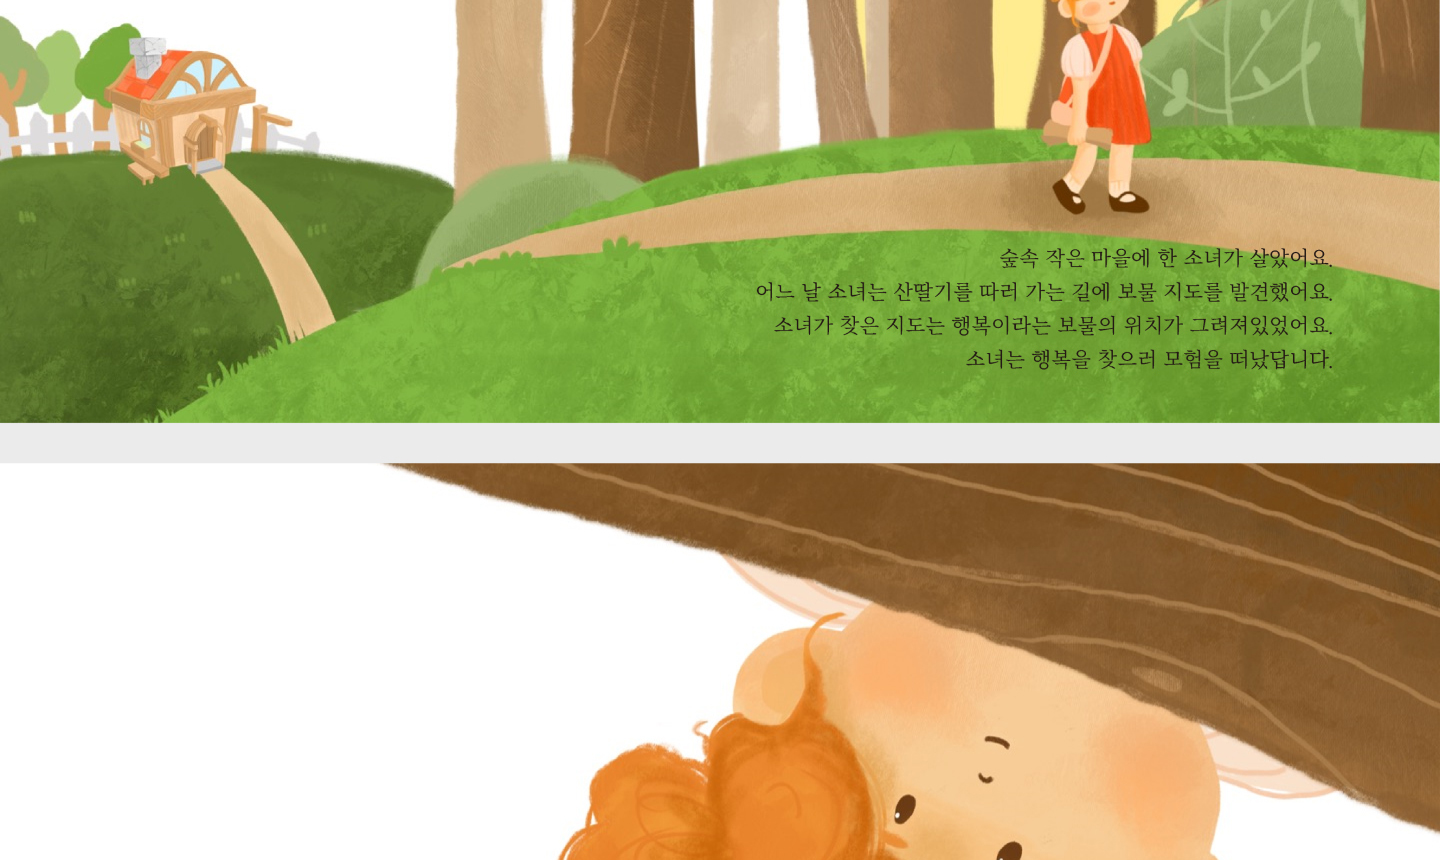 숲속 작은 마을에 한 소녀가 살았어요.
어느 날 소녀는 산딸기를 따러 가는 길에 보물 지도를 발견했어요.
소녀가 찾은 지도는 행복이라는 보물의 위치가 그려져있었어요.
소녀는 행복을 찾으러 모험을 떠났답니다.